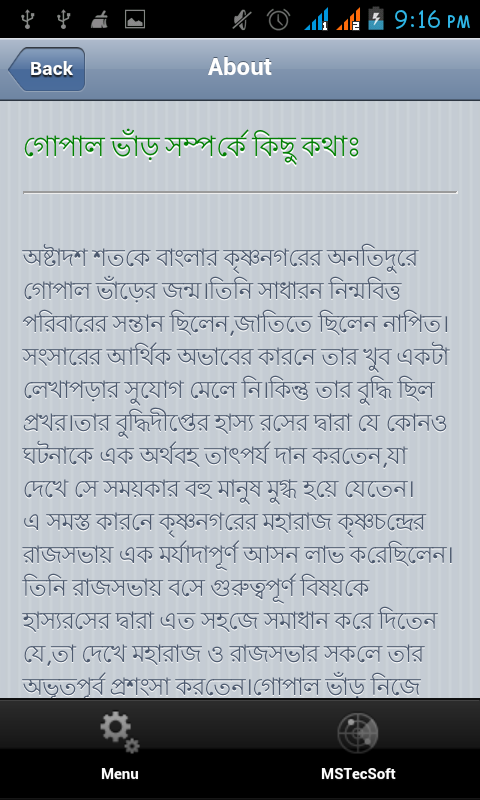 9:16 PM
Back
About
গোপাল ভাঁড় সম্পর্কে কিছু কথাঃ
অষ্টাদশ শতকে বাংলার কৃষ্ণনগরের অনতিদুরে
গোপাল ভাঁড়ের জন্ম।তিনি সাধারন নিন্মবিত্ত
পরিবারের সন্তান ছিলেন,জাতিতে ছিলেন নাপিত।
সংসারের আর্থিক অভাবের কারনে তার খুব একটা
লেখাপড়ার সুযোগ মেলে নি।কিন্তু তার বুদ্ধি ছিল
প্রখর।তার বুদ্ধিদীপ্তের হাস্য রসের দ্বারা যে কোনও
ঘটনাকে এক অর্থবহ তাৎপর্য দান করতেন,যা
দেখে সে সময়কার বহু মানুষ মুগ্ধ হয়ে যেতেন।
এ সমস্ত কারনে কৃষ্ণনগরের মহারাজ কৃষ্ণচন্দ্রের
রাজসভায় এক মর্যাদাপূর্ণ আসন লাভ করেছিলেন।
তিনি রাজসভায় বসে গুরুত্বপূর্ণ বিষয়কে
হাস্যরসের দ্বারা এত সহজে সমাধান করে দিতেন
যে,তা দেখে মহারাজ ও রাজসভার সকলে তার
অভূতপূর্ব প্রশংসা করতেন।গোপাল ভাঁড় নিজে
Menu
MSTecSoft